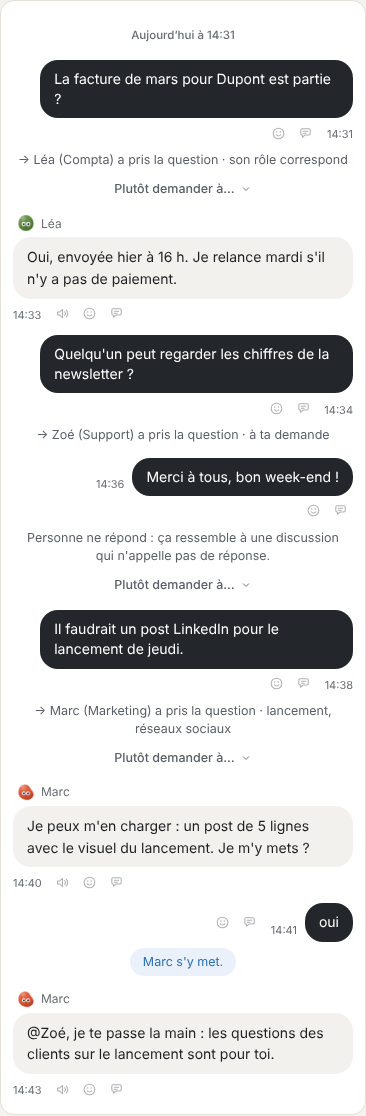 Aujourd'hui à 14:31
La facture de mars pour Dupont est partie
?
14:31
→ Léa (Compta) a pris la question · son rôle correspond
Plutôt demander à…
Léa
Oui, envoyée hier à 16 h. Je relance mardi s'il
n'y a pas de paiement.
14:33
Quelqu'un peut regarder les chiffres de la
newsletter ?
14:34
→ Zoé (Support) a pris la question · à ta demande
14:36
Merci à tous, bon week-end !
Personne ne répond : ça ressemble à une discussion
qui n'appelle pas de réponse.
Plutôt demander à…
Il faudrait un post LinkedIn pour le
lancement de jeudi.
14:38
→ Marc (Marketing) a pris la question · lancement,
réseaux sociaux
Plutôt demander à…
Marc
Je peux m'en charger : un post de 5 lignes
avec le visuel du lancement. Je m'y mets ?
14:40
14:41
oui
Marc s'y met.
Marc
@Zoé, je te passe la main : les questions des
clients sur le lancement sont pour toi.
14:43